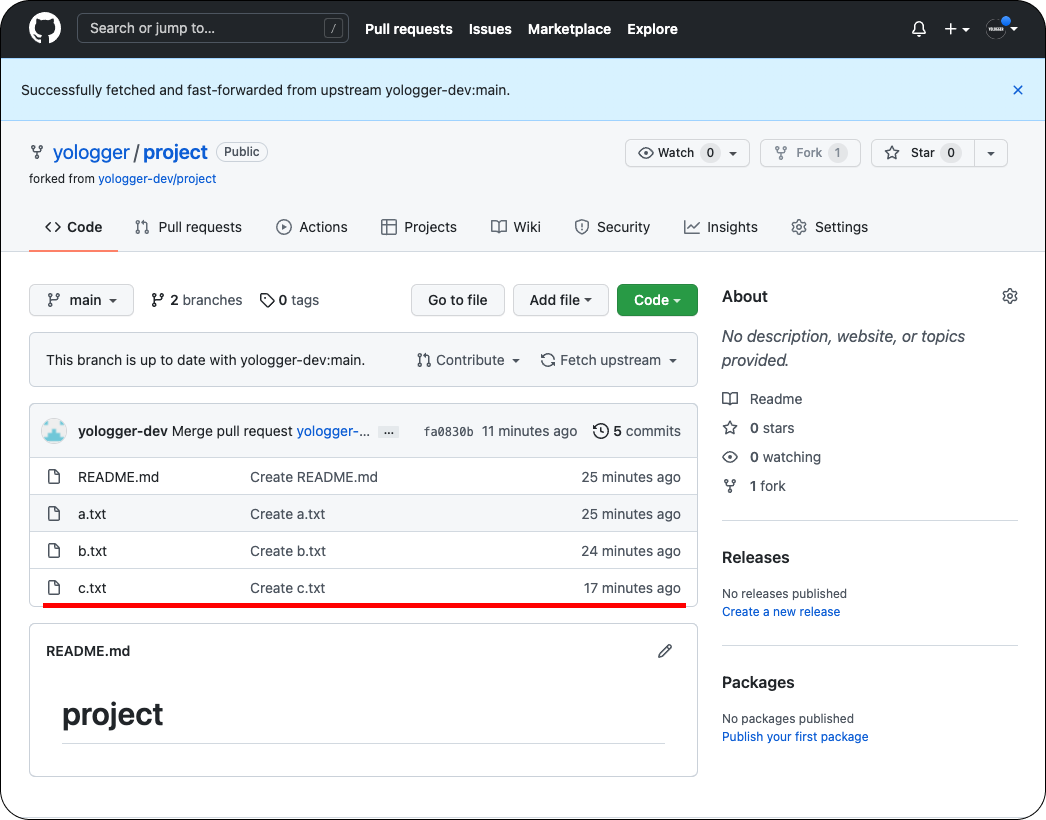 Search or jump to... /
Pull requests Issues Marketplace Explore
YOLOGGER
Successfully fetched and fast-forwarded from upstream yologger-dev:main.
yologger / project Public
Watch 0 Fork 1 Star 0
forked from yologger-dev/project
Code Pull requests Actions Projects Wiki Security Insights Settings
main 2 branches 0 tags Go to file Add file Code
This branch is up to date with yologger-dev:main. Contribute Fetch upstream
yologger-dev Merge pull request yologger-... ... fa0830b 11 minutes ago 5 commits
README.md Create README.md 25 minutes ago
a.txt Create a.txt 25 minutes ago
b.txt Create b.txt 24 minutes ago
c.txt Create c.txt 17 minutes ago
README.md
project
About
No description, website, or topics
provided.
Readme
0 stars
0 watching
1 fork
Releases
No releases published
Create a new release
Packages
No packages published
Publish your first package